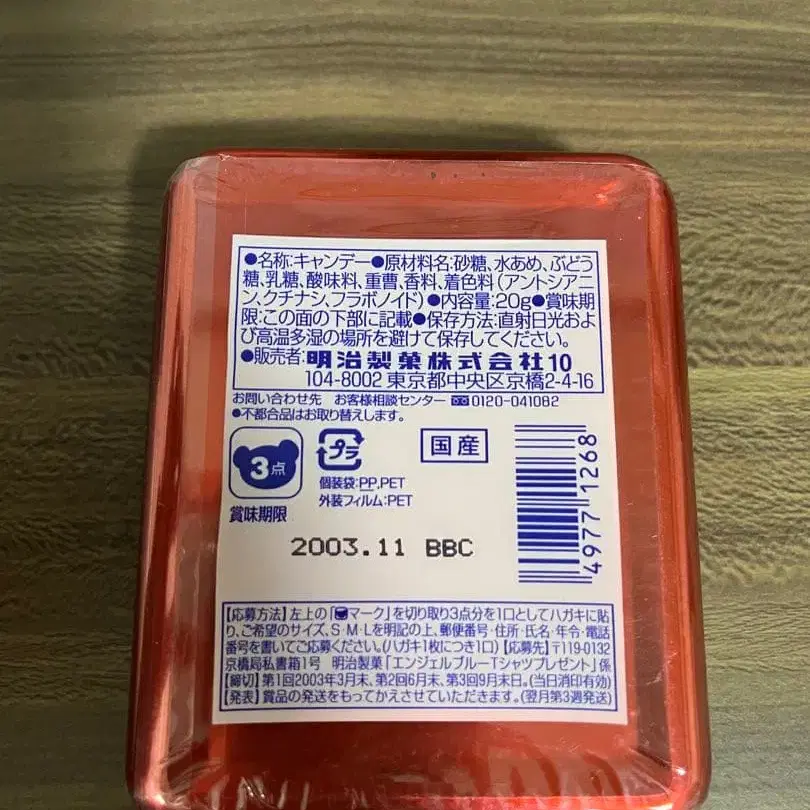 ●名称:キャンデー●原材料名:砂糖、水あめ、ぶどう
糖、乳糖、酸味料、重曹、香料、着色料(アントシアニ
ン、クチナシ、フラボノイド)●内容量:20g●賞味期
限:この面の下部に記載●保存方法:直射日光およ
び高温多湿の場所を避けて保存してください。
●販売者:明治製菓株式会社10
104-8002 東京都中央区京橋2-4-16
お問い合わせ先 お客様相談センター 0120-041082
●不都合品はお取り替えします。
3点
プラ
国産
個装袋:PP,PET
外装フィルム:PET
賞味期限
2003.11 BBC
4977 1268
【応募方法】左上の「マーク」を切り取り3点分を1口としてハガキに貼
り、ご希望のサイズ、S・M・Lを明記の上、郵便番号・住所・氏名・年令・電話
番号を書いてご応募ください。(ハガキ1枚につき1口)【応募先】〒119-0132
京橋局私書箱1号 明治製菓「エンジェルブルーTシャツプレゼント」係
【締切】第1回2003年3月末、第2回6月末、第3回9月末日。(当日消印有効)
【発表】賞品の発送をもってかえさせていただきます。(翌月第3週発送)